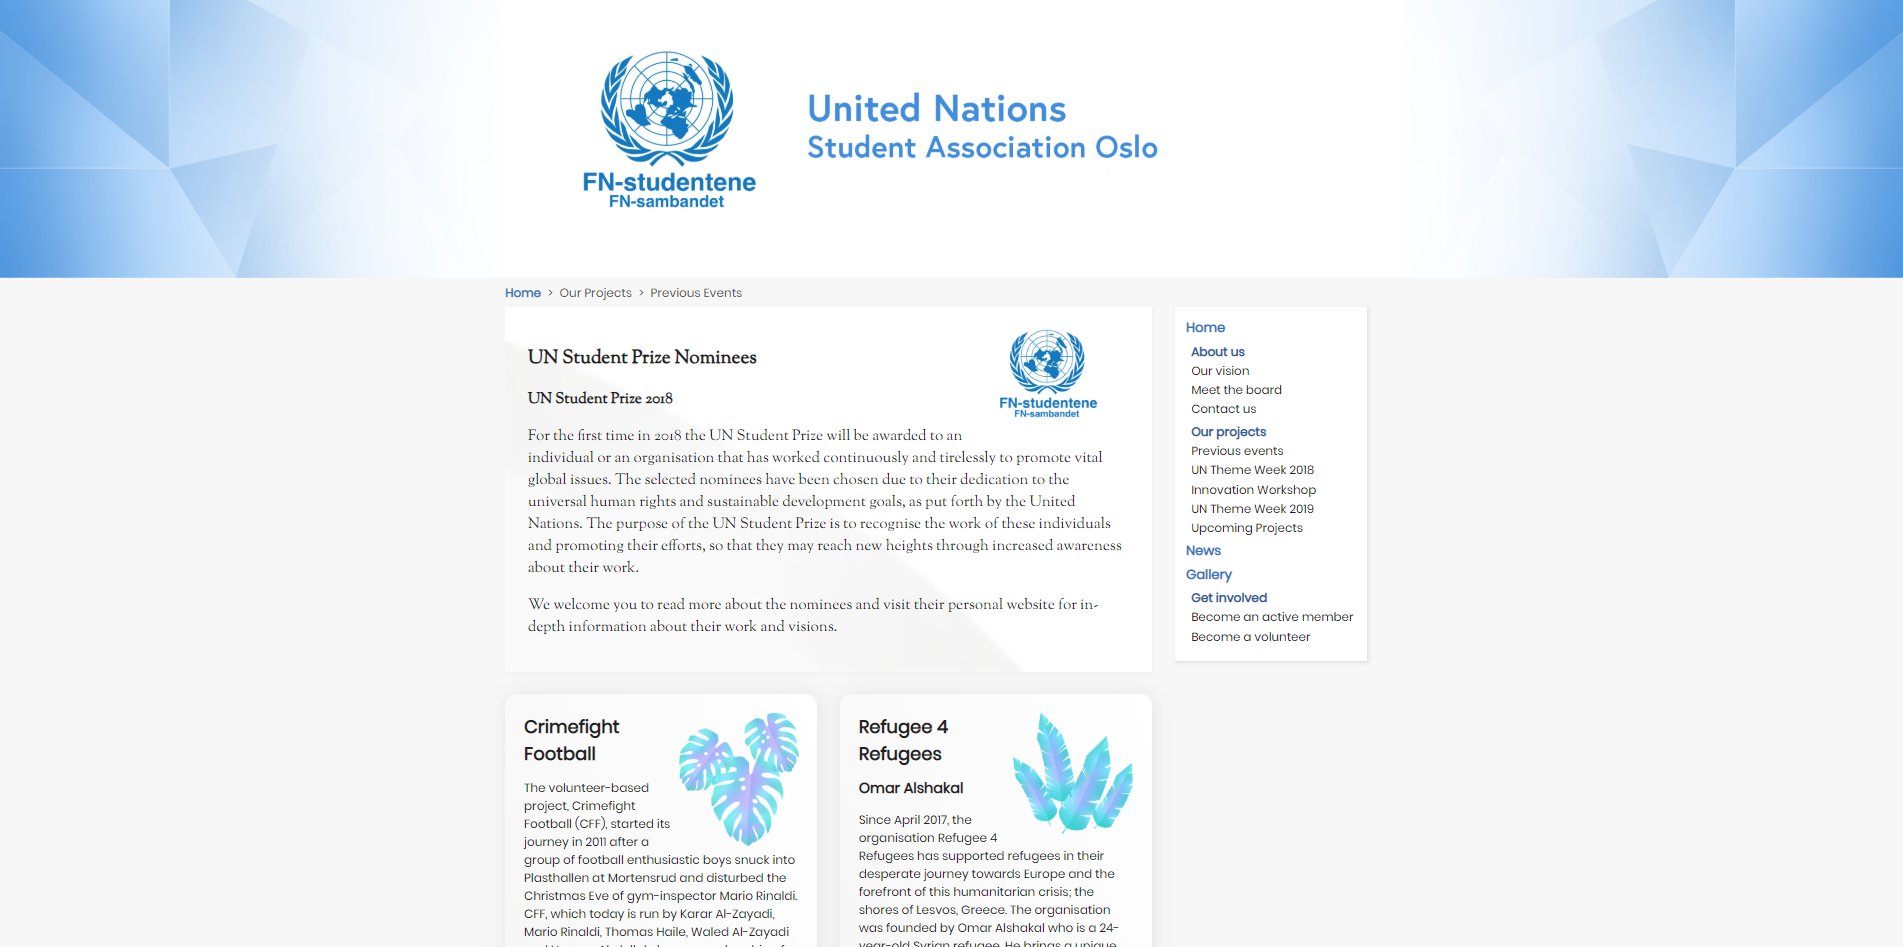 United Nations
Student Association Oslo
FN-studentene
FN-sambandet
Home > Our Projects > Previous Events
UN Student Prize Nominees
UN Student Prize 2018
FN-studentene
FN-sambandet
For the first time in 2018 the UN Student Prize will be awarded to an
individual or an organisation that has worked continuously and tirelessly to promote vital
global issues. The selected nominees have been chosen due to their dedication to the
universal human rights and sustainable development goals, as put forth by the United
Nations. The purpose of the UN Student Prize is to recognise the work of these individuals
and promoting their efforts, so that they may reach new heights through increased awareness
about their work.
We welcome you to read more about the nominees and visit their personal website for in-
depth information about their work and visions.
Home
About us
Our vision
Meet the board
Contact us
Our projects
Previous events
UN Theme Week 2018
Innovation Workshop
UN Theme Week 2019
Upcoming Projects
News
Gallery
Get involved
Become an active member
Become a volunteer
Crimefight
Football
The volunteer-based
project, Crimefight
Football (CFF), started its
journey in 2011 after a
group of football enthusiastic boys snuck into
Plasthallen at Mortensrud and disturbed the
Christmas Eve of gym-inspector Mario Rinaldi.
CFF, which today is run by Karar Al-Zayadi,
Mario Rinaldi, Thomas Haile, Waled Al-Zayadi
Refugee 4
Refugees
Omar Alshakal
Since April 2017, the
organisation Refugee 4
Refugees has supported refugees in their
desperate journey towards Europe and the
forefront of this humanitarian crisis; the
shores of Lesvos, Greece. The organisation
was founded by Omar Alshakal who is a 24-
year-old Syrian refugee. He brings a unique